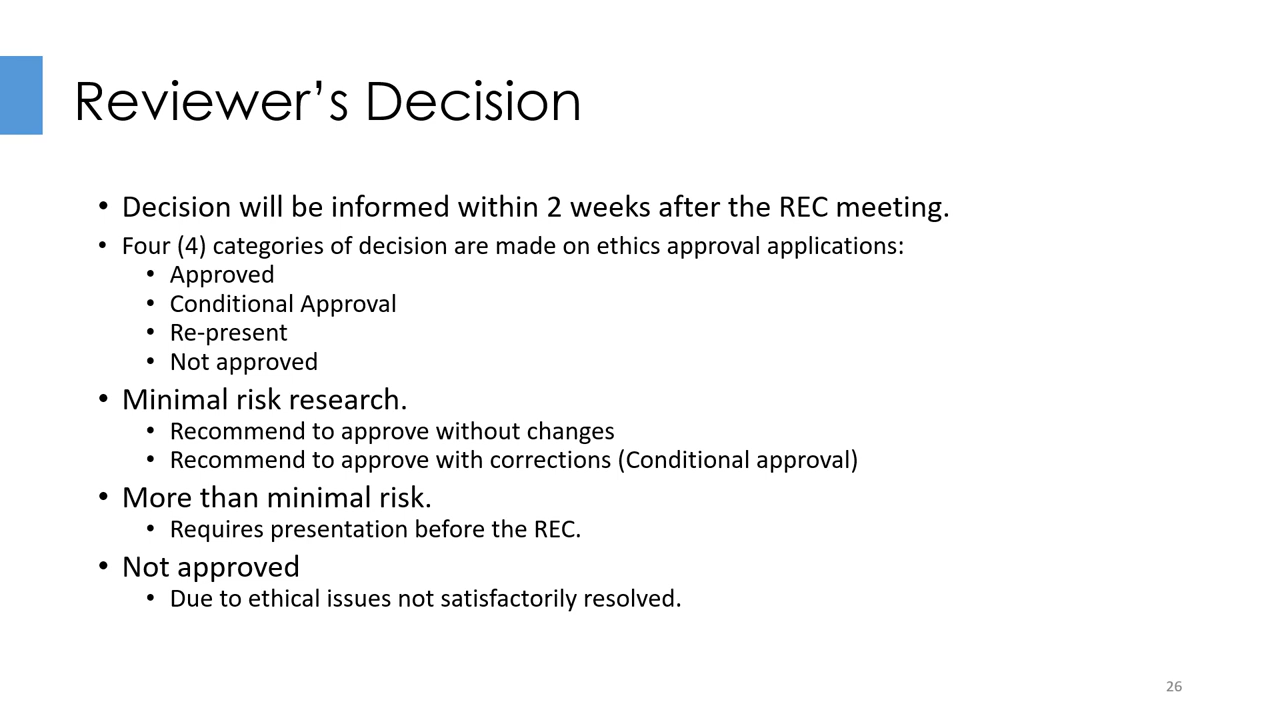 Reviewer’s Decision
• Decision will be informed within 2 weeks after the REC meeting.
• Four (4) categories of decision are made on ethics approval applications:
• Approved
• Conditional Approval
• Re-present
• Not approved
• Minimal risk research.
• Recommend to approve without changes
• Recommend to approve with corrections (Conditional approval)
• More than minimal risk.
• Requires presentation before the REC.
• Not approved
• Due to ethical issues not satisfactorily resolved.
26